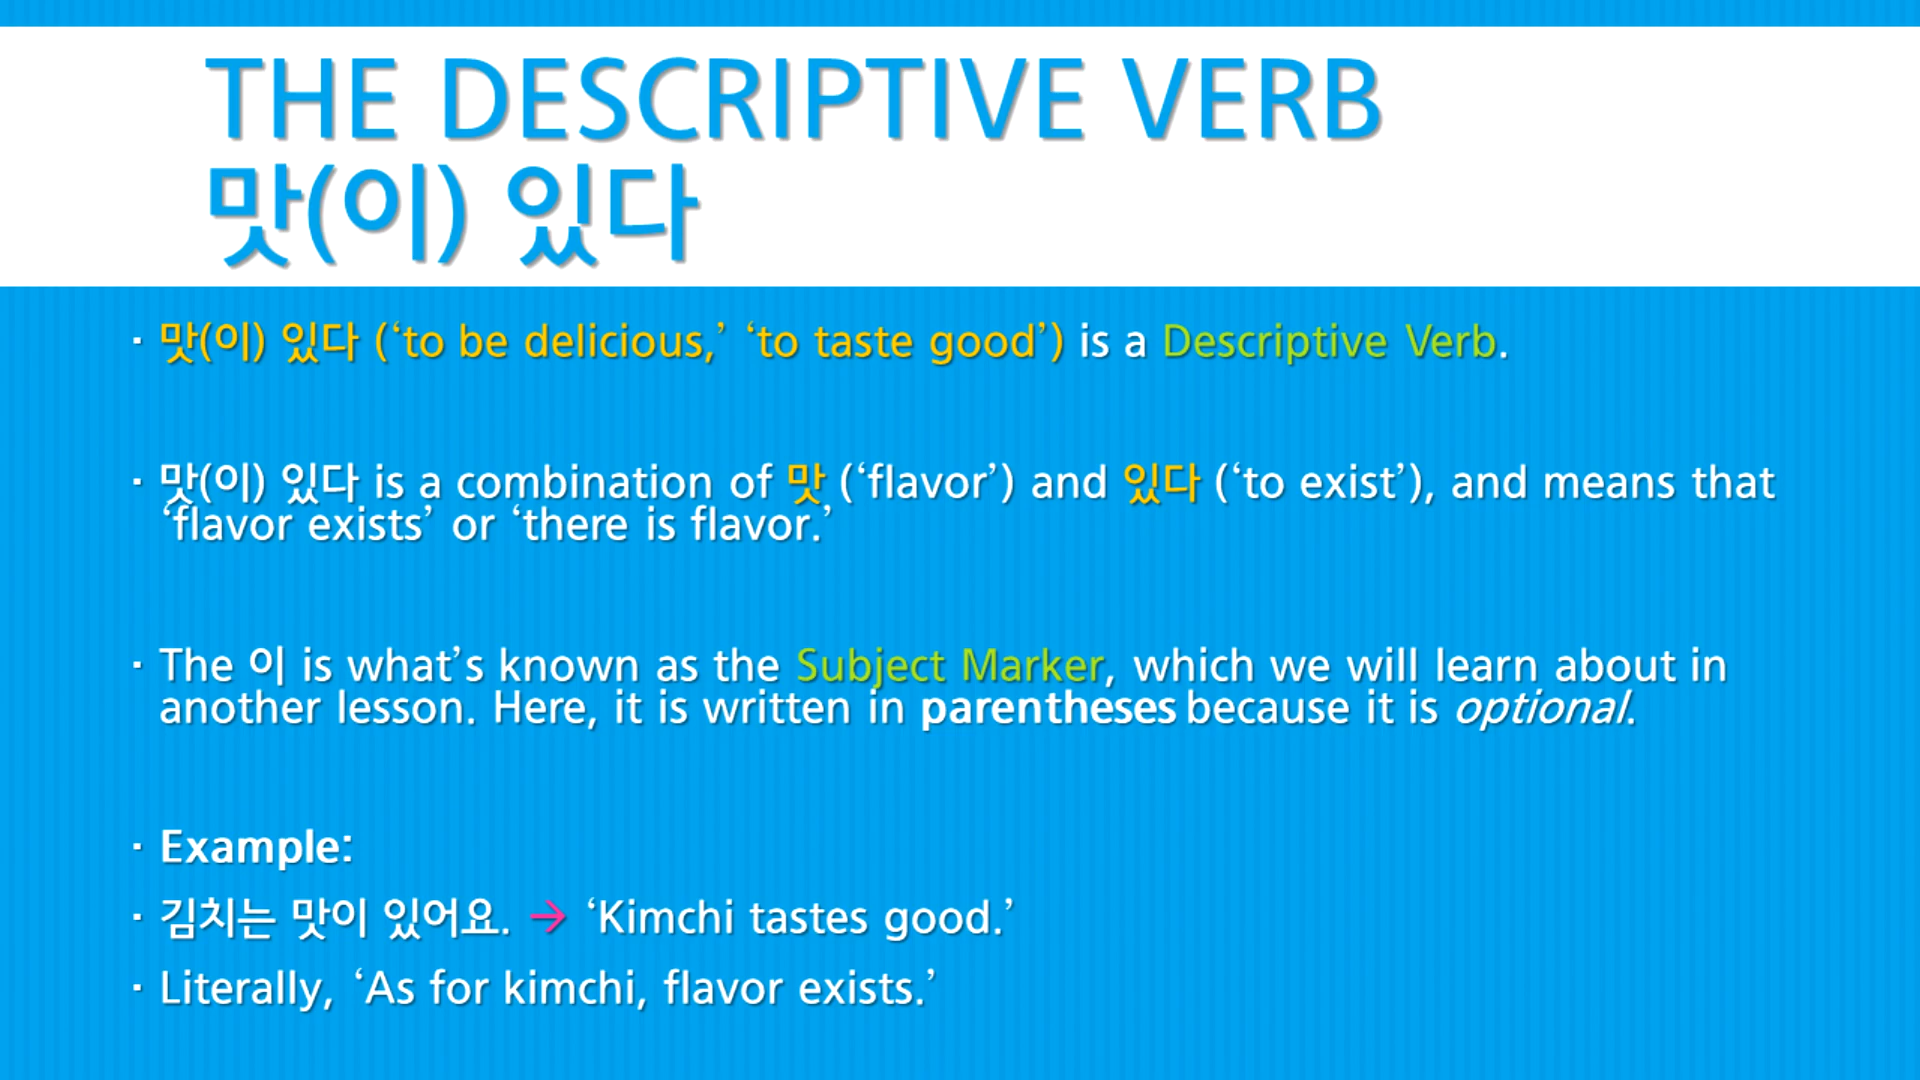 THE DESCRIPTIVE VERB
맛(이) 있다
▪ 맛(이) 있다 (‘to be delicious,’ ‘to taste good’) is a Descriptive Verb.
▪ 맛(이) 있다 is a combination of 맛 (‘flavor’) and 있다 (‘to exist’), and means that
‘flavor exists’ or ‘there is flavor.’
▪ The 이 is what’s known as the Subject Marker, which we will learn about in
another lesson. Here, it is written in parentheses because it is optional.
▪ Example:
▪ 김치는 맛이 있어요. → ‘Kimchi tastes good.’
▪ Literally, ‘As for kimchi, flavor exists.’